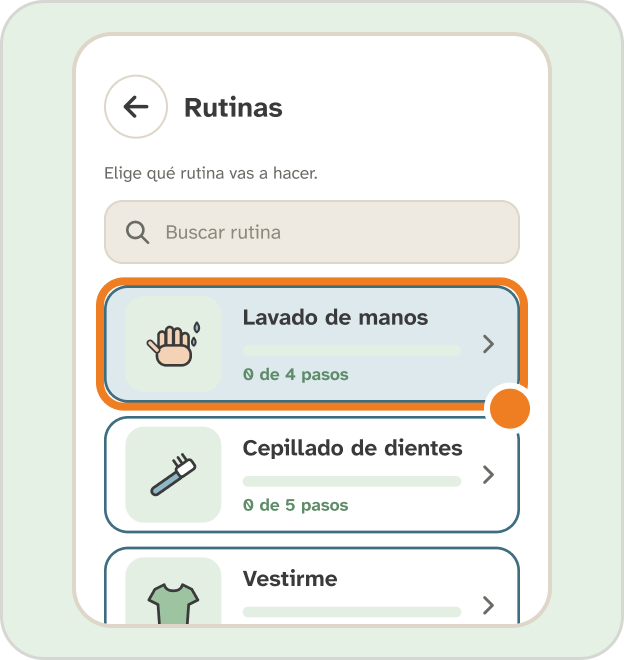 Rutinas
Elige qué rutina vas a hacer.
Buscar rutina
Lavado de manos
0 de 4 pasos
Cepillado de dientes
0 de 5 pasos
Vestirme